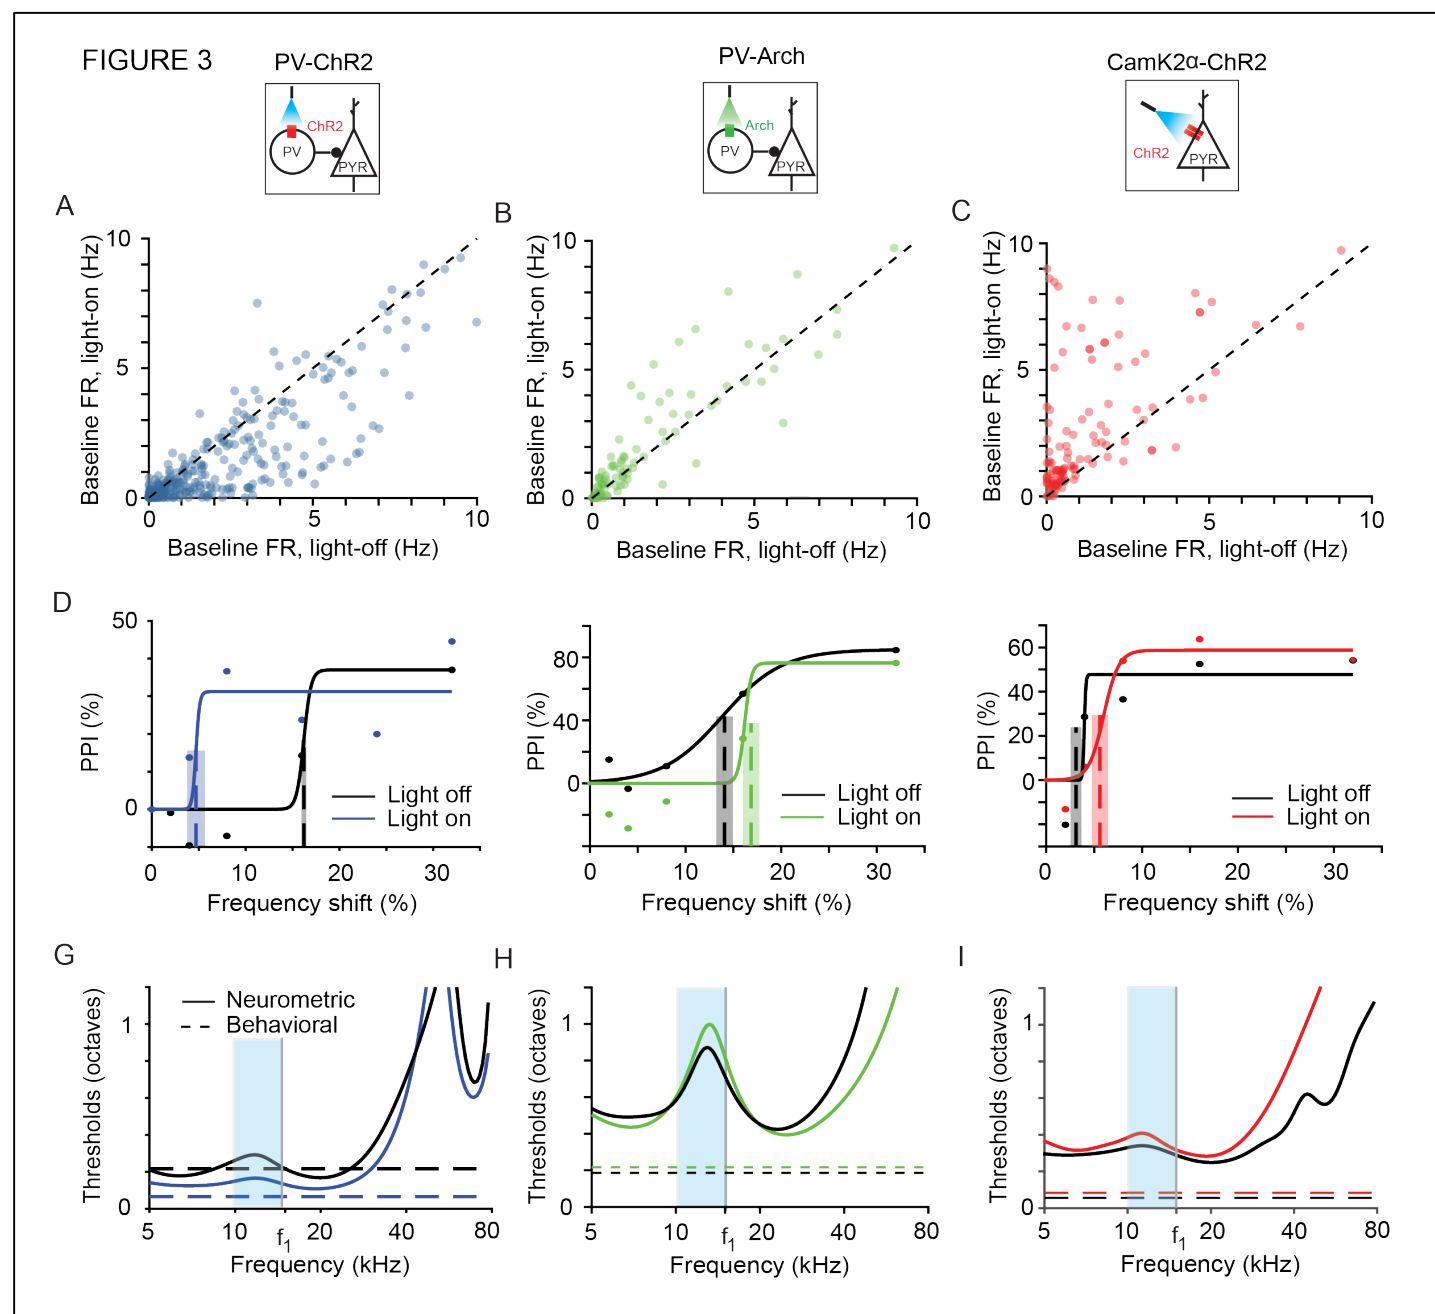 FIGURE 3
PV-ChR2
PV-Arch
CamK2α-ChR2
ChR2
PV
PYR
Arch
PV
PYR
ChR2
PYR
A
B
C
Baseline FR, light-on (Hz)
10
5
0
0
5
10
Baseline FR, light-off (Hz)
Baseline FR, light-on (Hz)
10
5
0
0
5
10
Baseline FR, light-off (Hz)
Baseline FR, light-on (Hz)
10
5
0
0
5
10
Baseline FR, light-off (Hz)
D
PPI (%)
50
0
Light off
Light on
0
10
20
30
Frequency shift (%)
PPI (%)
80
40
0
Light off
Light on
0
10
20
30
Frequency shift (%)
PPI (%)
60
40
20
0
Light off
Light on
0
10
20
30
Frequency shift (%)
G
H
I
Thresholds (octaves)
1
0
Neurometric
Behavioral
5
10
f1
20
40
80
Frequency (kHz)
Thresholds (octaves)
1
0
5
10
f1
20
40
80
Frequency (kHz)
Thresholds (octaves)
1
0
5
10
f1
20
40
80
Frequency (kHz)